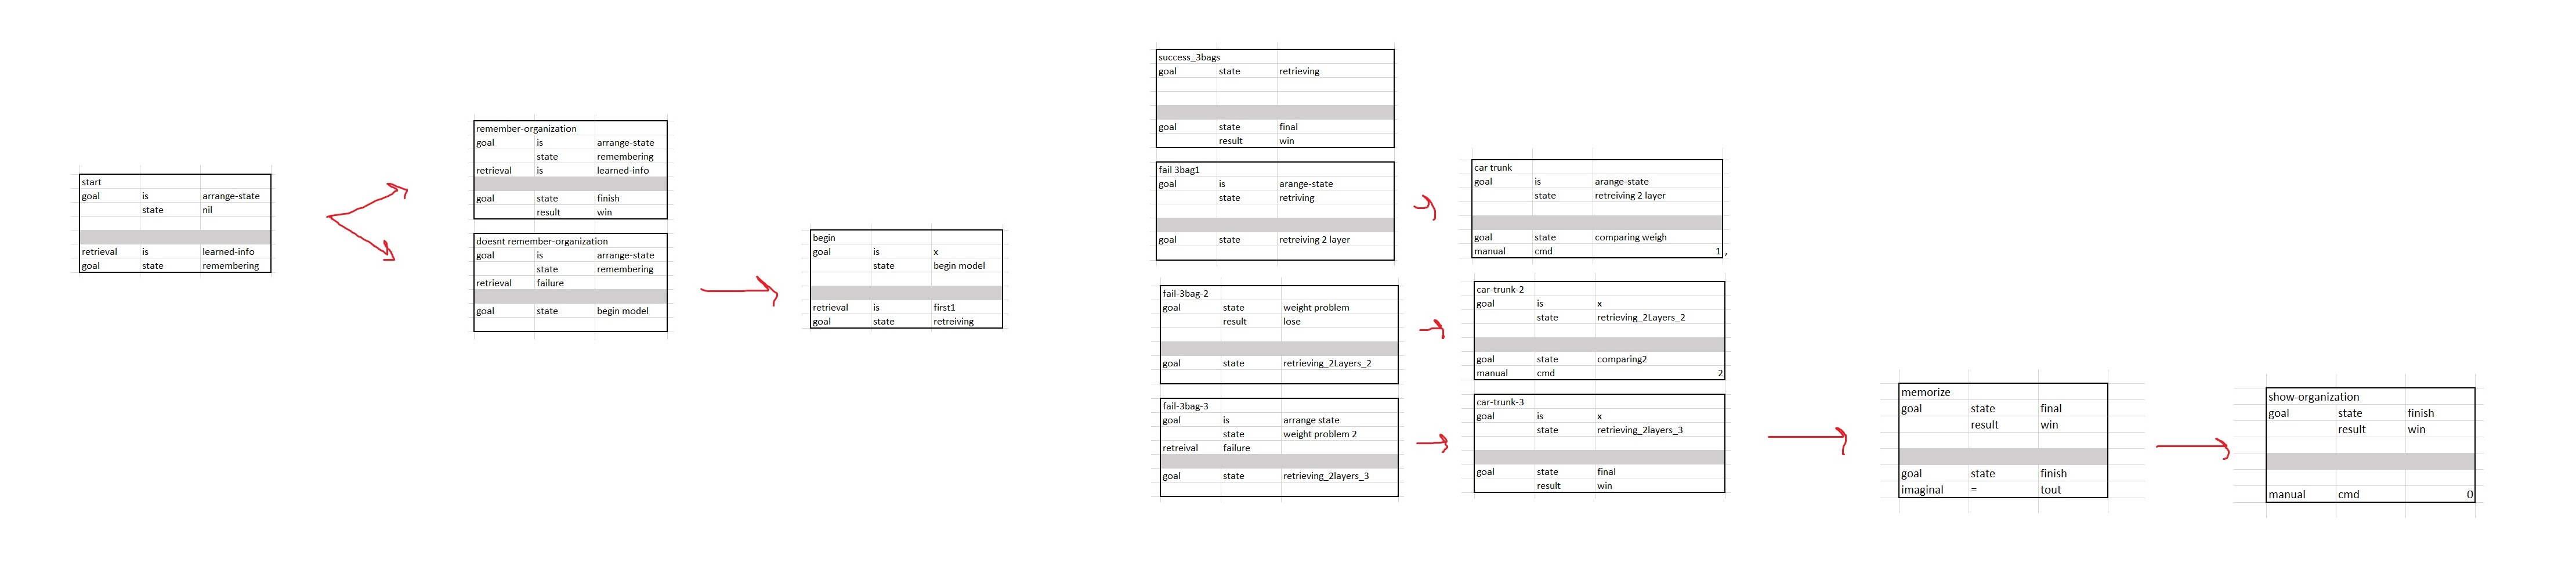 start
goal is arrange-state
state nil
retrieval is learned-info
goal state remembering
remember-organization
goal is arrange-state
state remembering
retrieval is learned-info
goal state finish
result win
doesnt remember-organization
goal is arrange-state
state remembering
retrieval failure
goal state begin model
begin
goal is x
state begin model
retrieval is first1
goal state retreiving
success_3bags
goal state retrieving
goal state final
result win
fail 3bag1
goal is arange-state
state retriving
goal state retreiving 2 layer
fail-3bag-2
goal state weight problem
result lose
goal state retrieving_2Layers_2
fail-3bag-3
goal is arrange state
state weight problem 2
retreival failure
goal state retrieving_2layers_3
car trunk
goal is arange-state
state retreiving 2 layer
goal state comparing weigh
manual cmd 1,
car-trunk-2
goal is x
state retrieving_2Layers_2
goal state comparing2
manual cmd 2
car-trunk-3
goal is x
state retrieving_2layers_3
goal state final
result win
memorize
goal state final
result win
goal state finish
imaginal = tout
show-organization
goal state finish
result win
manual cmd 0